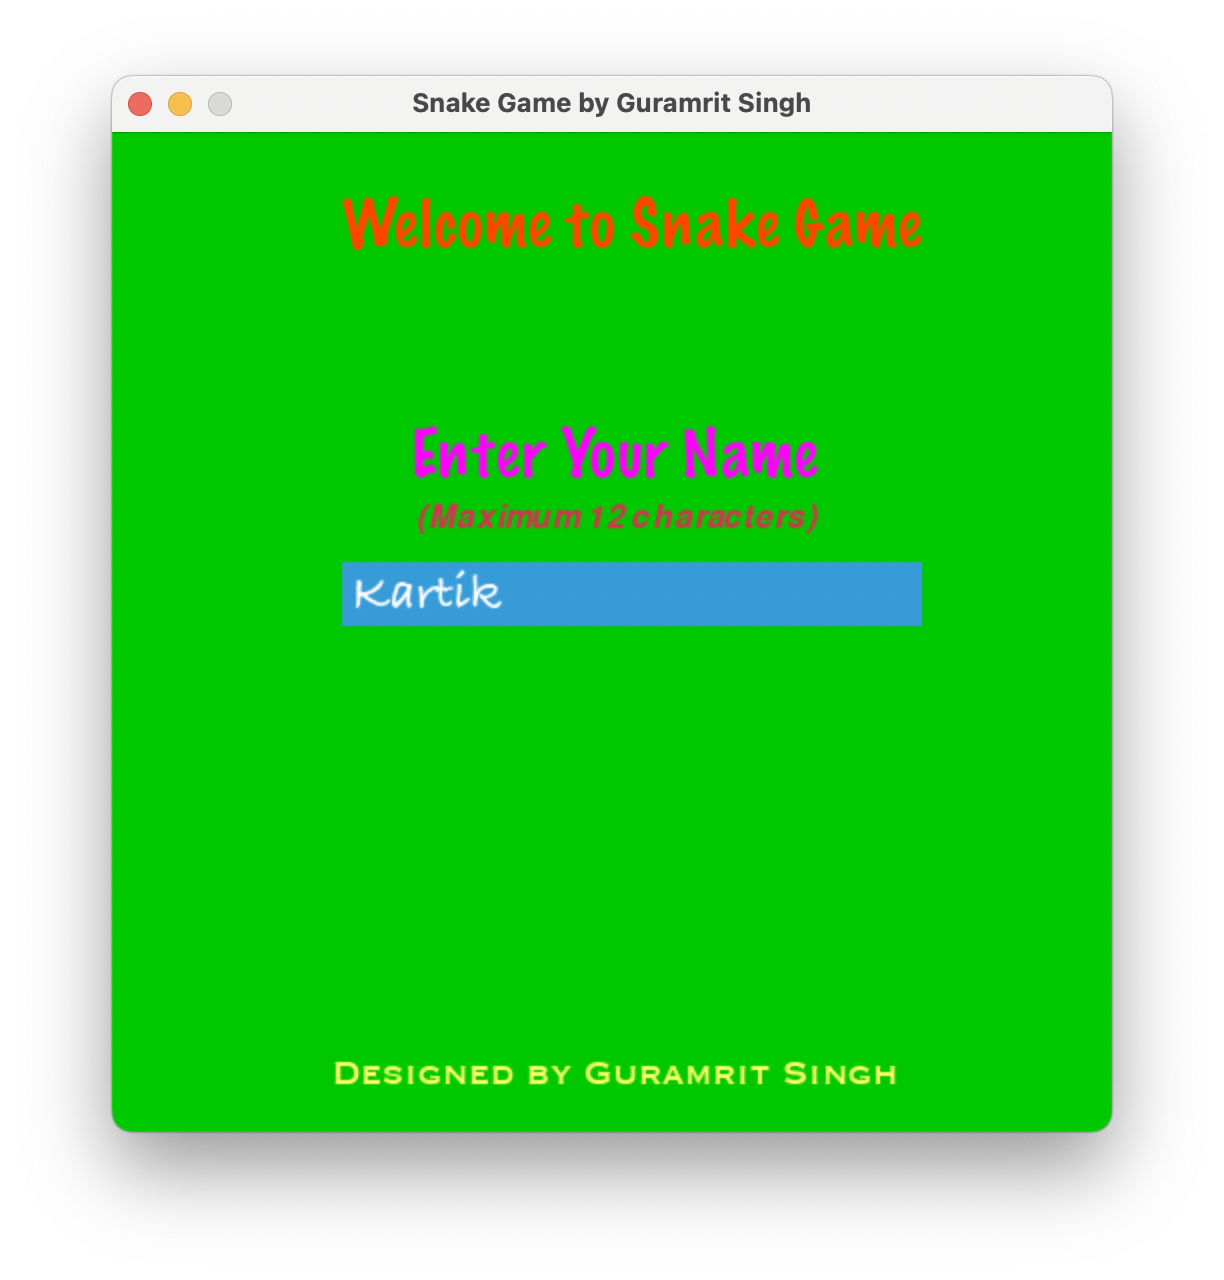 Snake Game by Guramrit Singh
Welcome to Snake Game
Enter Your Name
(Maximum 12 characters)
Kartik
Designed by Guramrit Singh